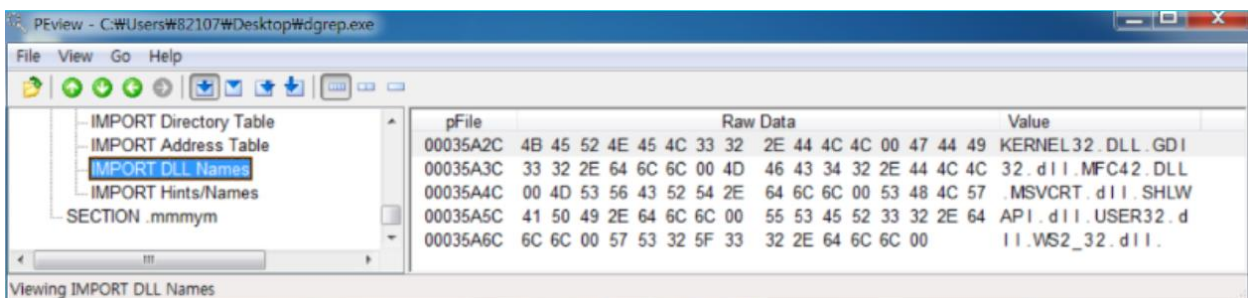 PEview - C:₩Users₩82107₩Desktop₩dgrep.exe
File View Go Help
IMPORT Directory Table
IMPORT Address Table
IMPORT DLL Names
IMPORT Hints/Names
SECTION .mmmym
pFile Raw Data Value
00035A2C 4B 45 52 4E 45 4C 33 32 2E 44 4C 4C 00 47 44 49 KERNEL32.DLL.GDI
00035A3C 33 32 2E 64 6C 6C 00 4D 46 43 34 32 2E 44 4C 4C 32.dll.MFC42.DLL
00035A4C 00 4D 53 56 43 52 54 2E 64 6C 6C 00 53 48 4C 57 .MSVCRT.dll.SHLW
00035A5C 41 50 49 2E 64 6C 6C 00 55 53 45 52 33 32 2E 64 API.dll.USER32.d
00035A6C 6C 6C 00 57 53 32 5F 33 32 2E 64 6C 6C 00 ll.WS2_32.dll.
Viewing IMPORT DLL Names